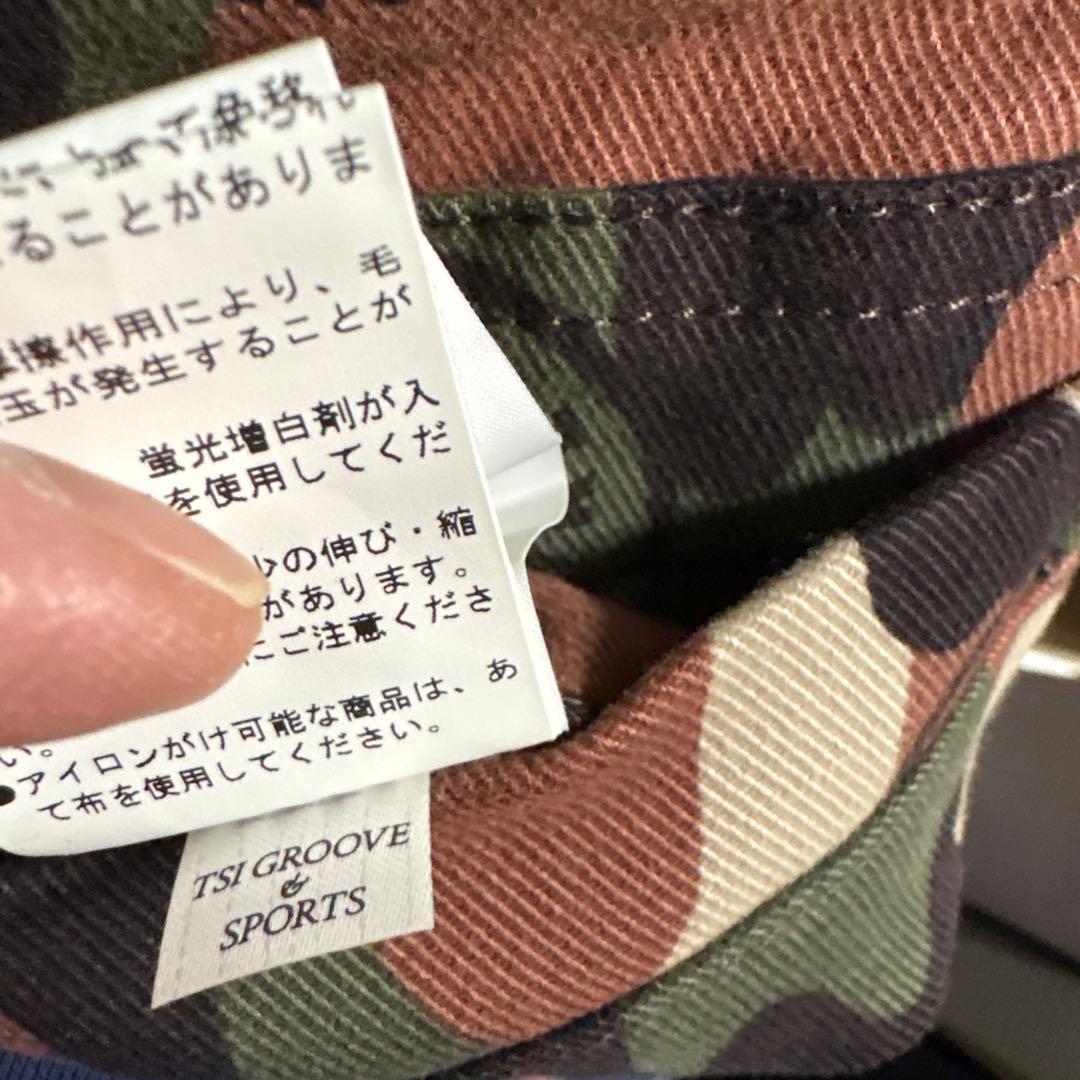 て色移
ることがありま
擦作用により、毛
玉が発生することが
蛍光増白剤が入
を使用してくだ
少の伸び・縮
があります。
にご注意くださ
い。
アイロンがけ可能な商品は、あ
て布を使用してください。
TSI GROOVE
&
SPORTS